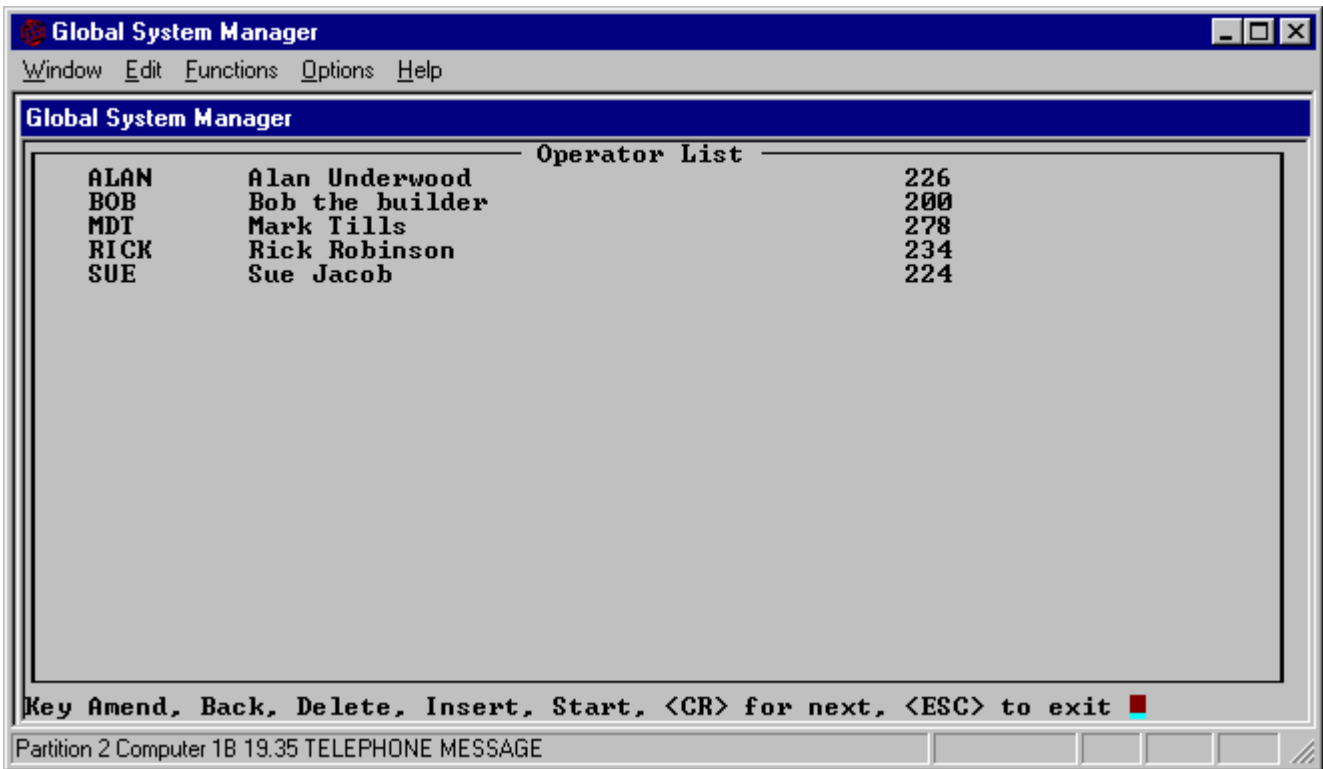 Global System Manager
Window Edit Functions Options Help
Global System Manager
Operator List
ALAN Alan Underwood 226
BOB Bob the builder 200
MDT Mark Tills 278
RICK Rick Robinson 234
SUE Sue Jacob 224
Key Amend, Back, Delete, Insert, Start, <CR> for next, <ESC> to exit
Partition 2 Computer 1B 19.35 TELEPHONE MESSAGE